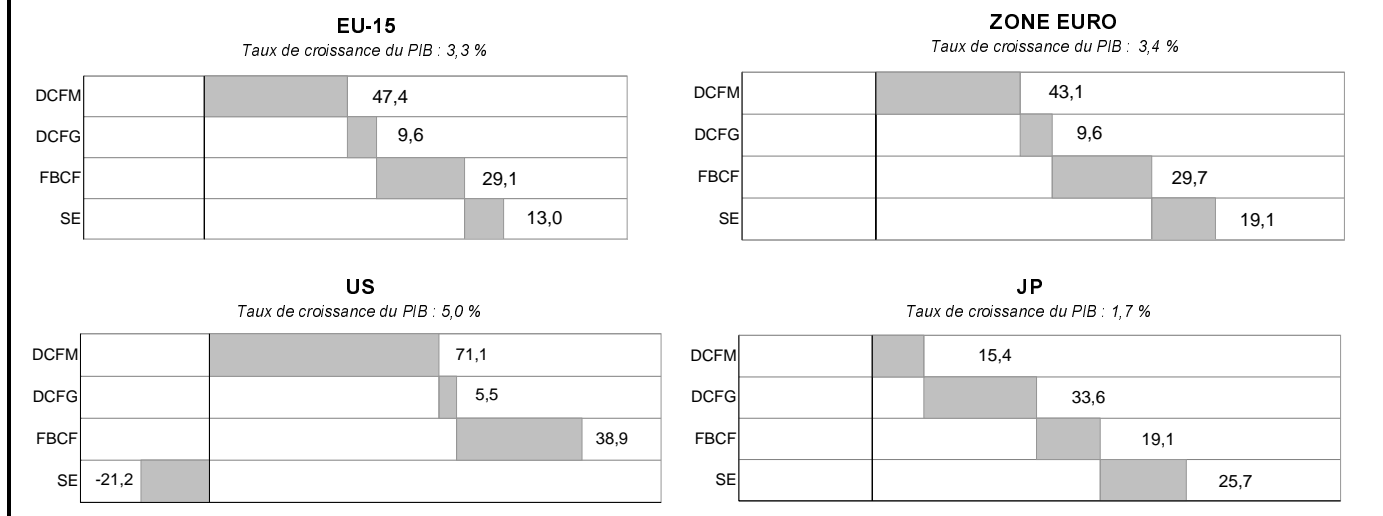 EU-15
Taux de croissance du PIB : 3,3 %
DCFM 47,4
DCFG 9,6
FBCF 29,1
SE 13,0
ZONE EURO
Taux de croissance du PIB : 3,4 %
DCFM 43,1
DCFG 9,6
FBCF 29,7
SE 19,1
US
Taux de croissance du PIB : 5,0 %
DCFM 71,1
DCFG 5,5
FBCF 38,9
SE -21,2
JP
Taux de croissance du PIB : 1,7 %
DCFM 15,4
DCFG 33,6
FBCF 19,1
SE 25,7